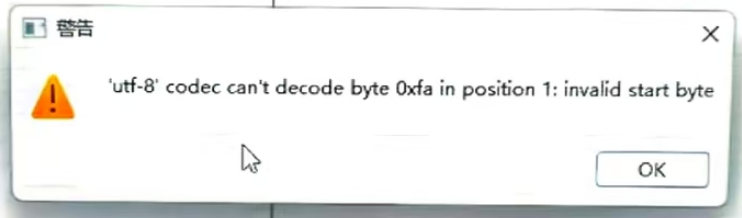 警告
'utf-8' codec can't decode byte 0xfa in position 1: invalid start byte
OK